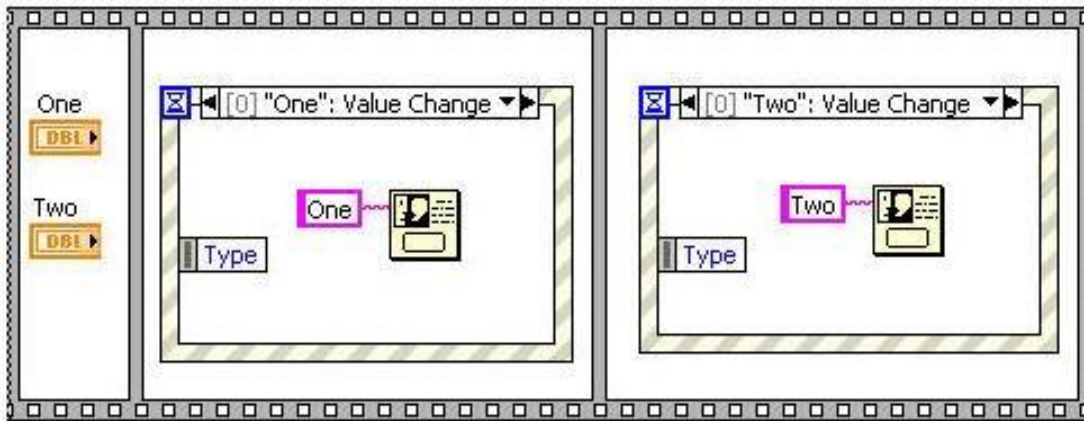 One
DBL
Two
DBL
[0] "One": Value Change
One
Type
[0] "Two": Value Change
Two
Type